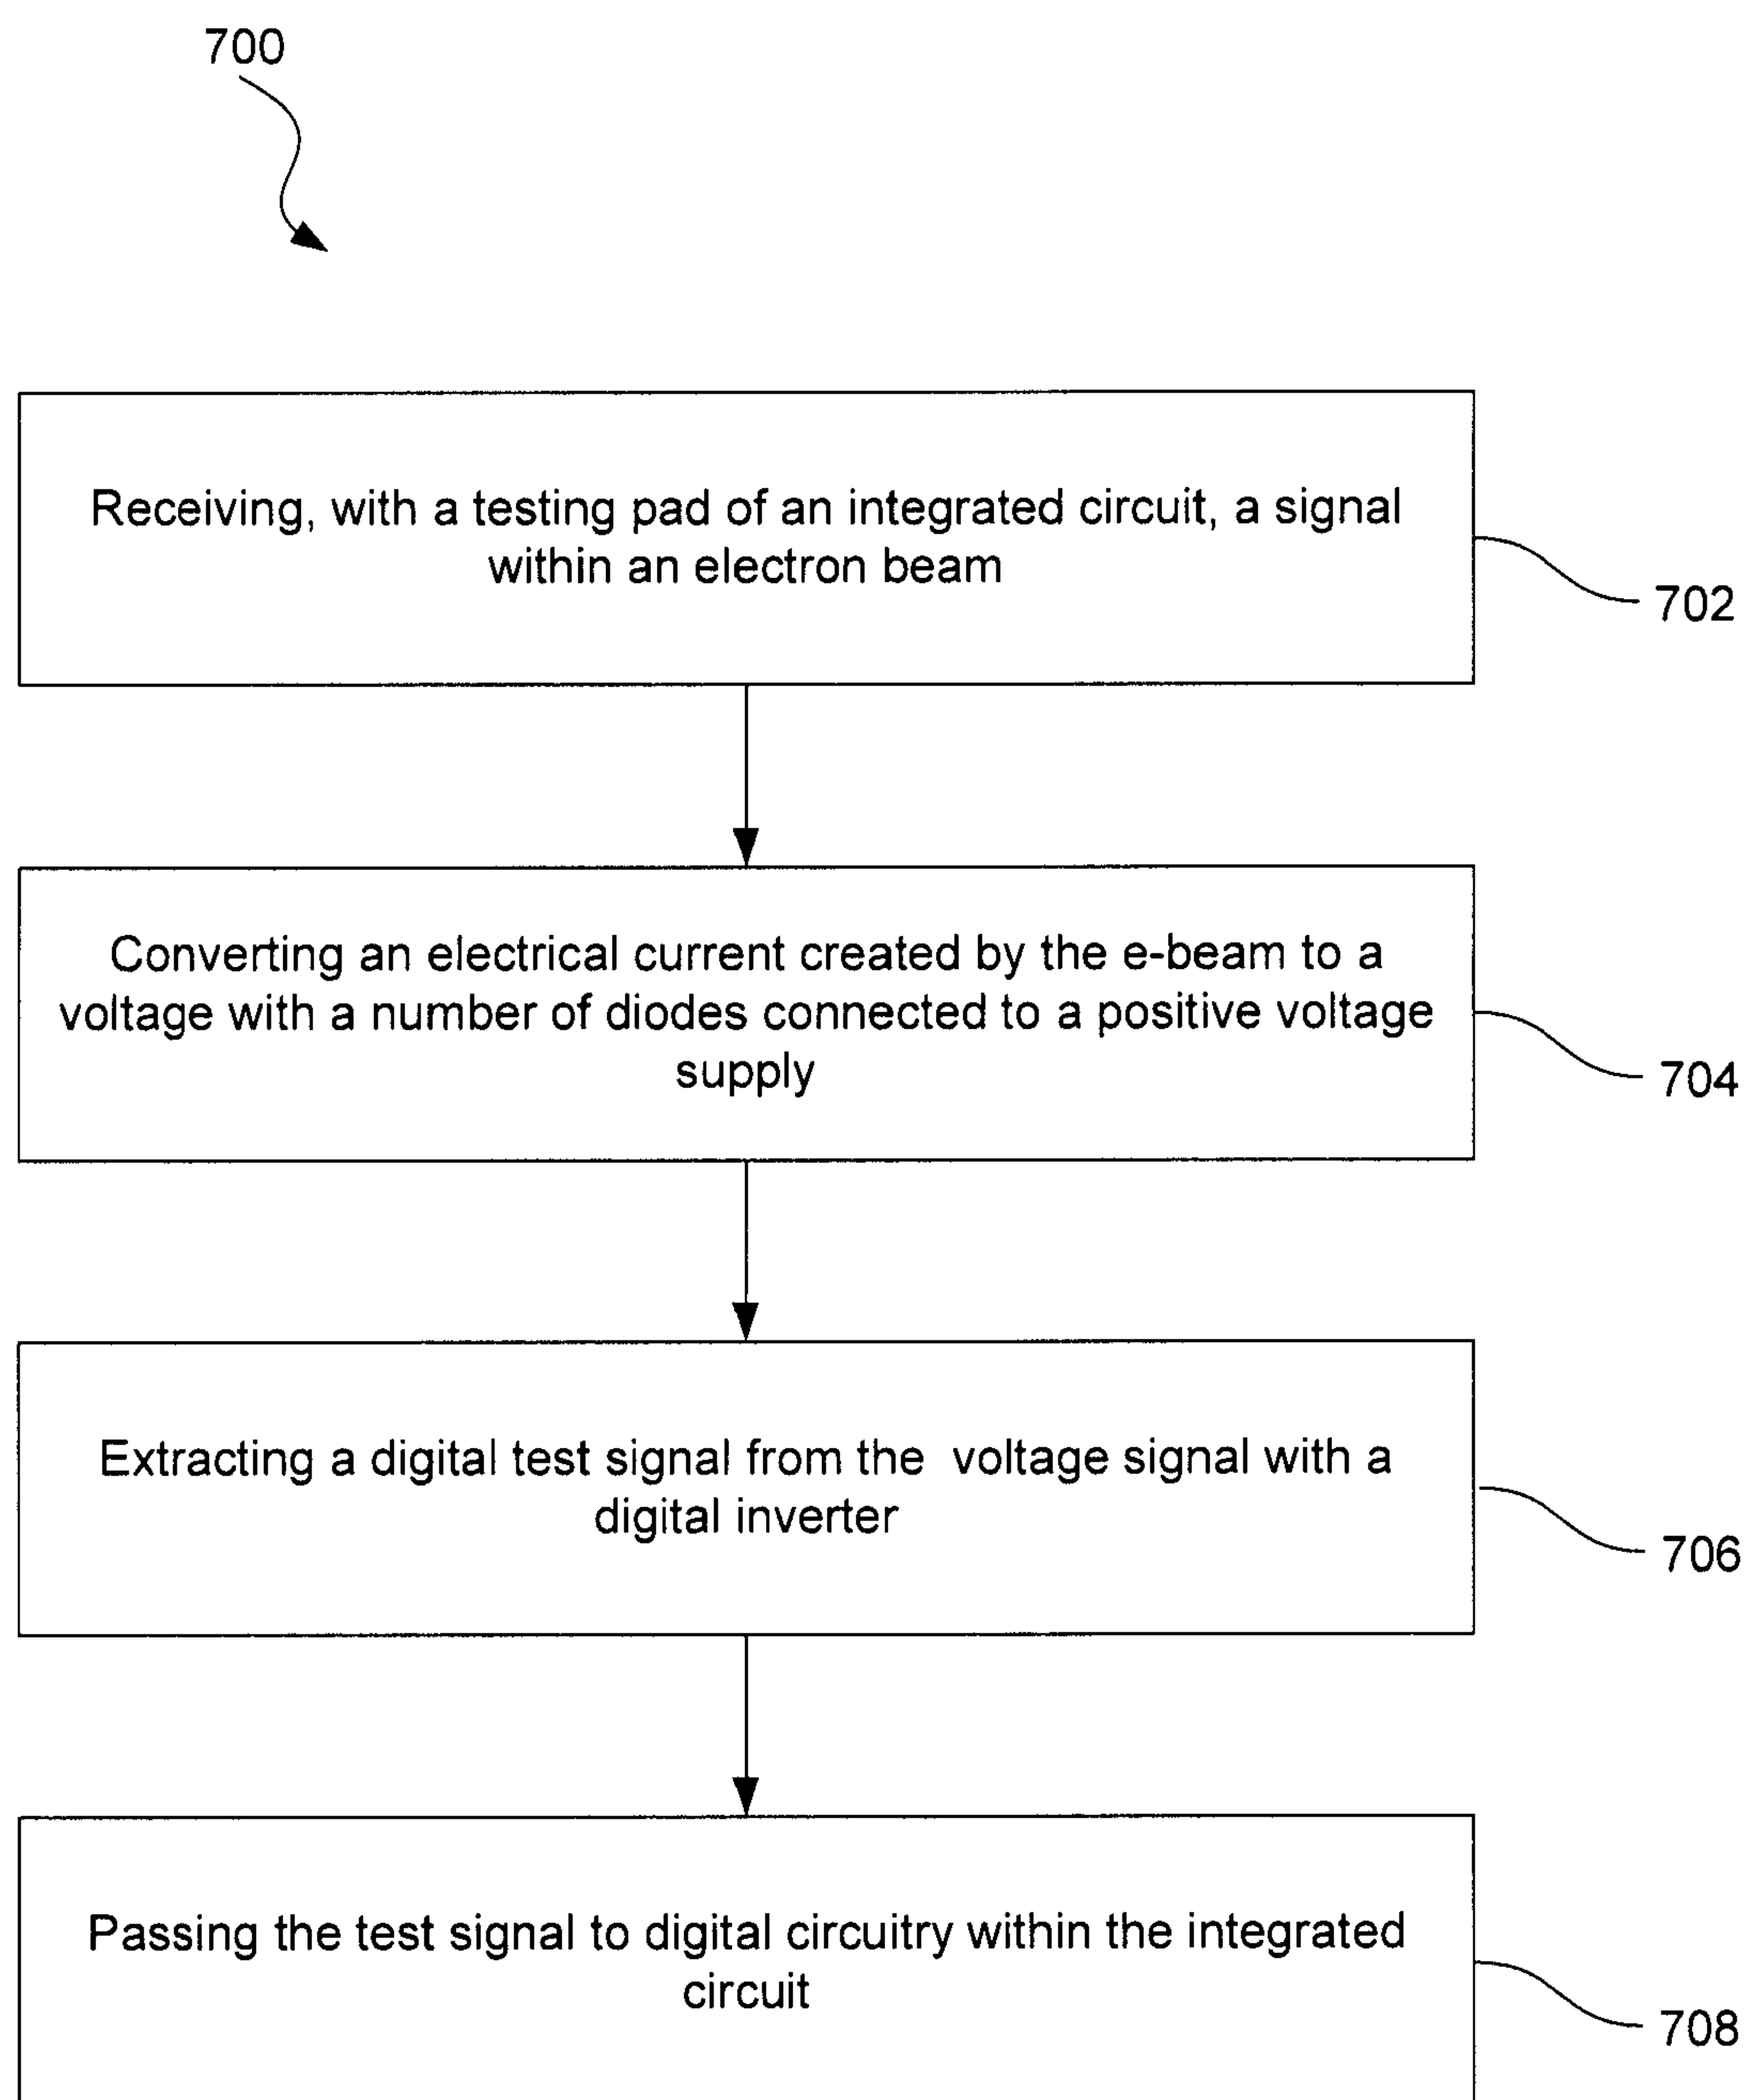 700
Receiving, with a testing pad of an integrated circuit, a signal
within an electron beam
702
Converting an electrical current created by the e-beam to a
voltage with a number of diodes connected to a positive voltage
supply
704
Extracting a digital test signal from the  voltage signal with a
digital inverter
706
Passing the test signal to digital circuitry within the integrated
circuit
708